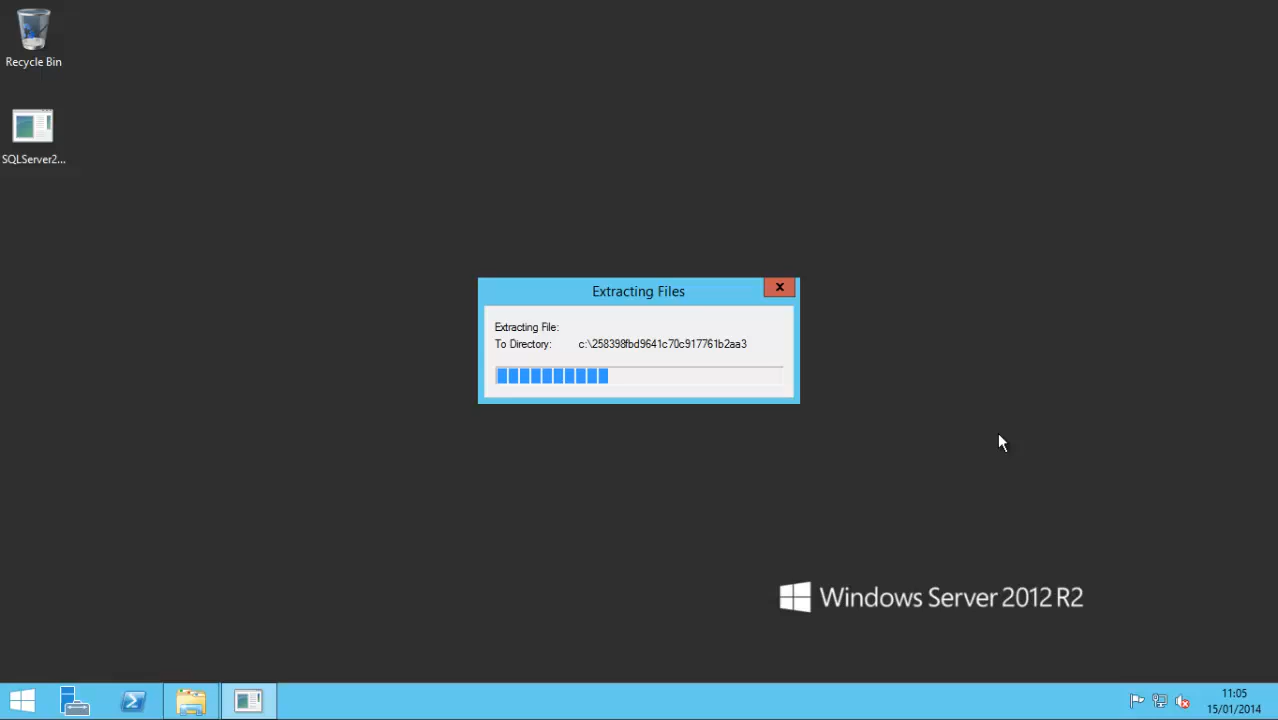 Recycle Bin
SQLServer2...
Extracting Files
x
Extracting File:
To Directory: c:\258398fbd9641c70c917761b2aa3
Windows Server 2012 R2
11:05
15/01/2014